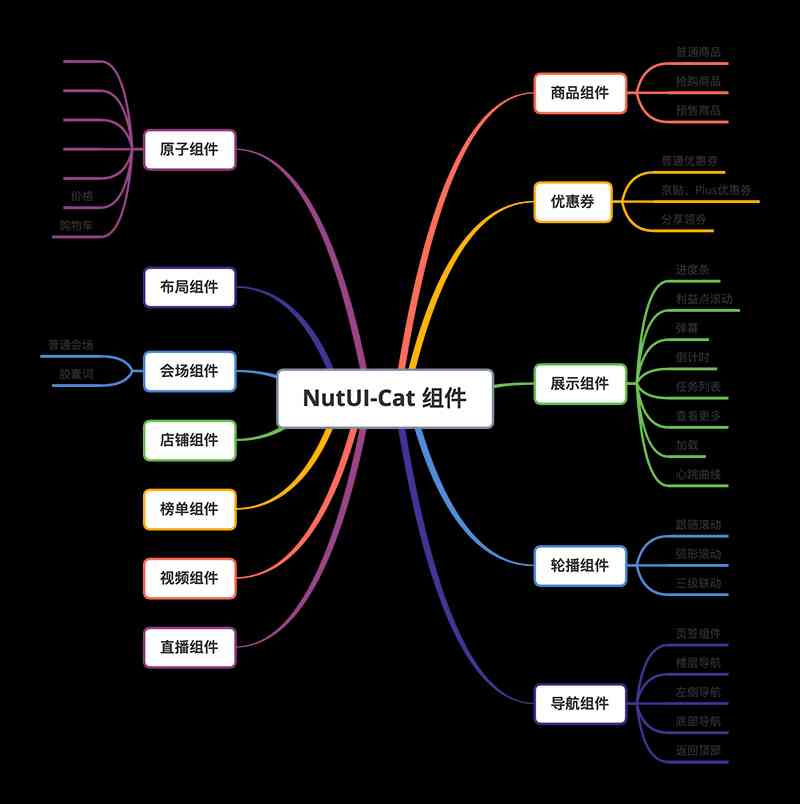 NutUI-Cat 组件
商品组件
普通商品
抢购商品
预售商品
优惠券
普通优惠券
京贴、Plus优惠券
分享领券
展示组件
进度条
利益点滚动
弹幕
倒计时
任务列表
查看更多
加载
心跳曲线
轮播组件
跟随滚动
弧形滚动
三级联动
导航组件
页签组件
楼层导航
左侧导航
底部导航
返回顶部
原子组件
价格
购物车
布局组件
会场组件
普通会场
胶囊词
店铺组件
榜单组件
视频组件
直播组件